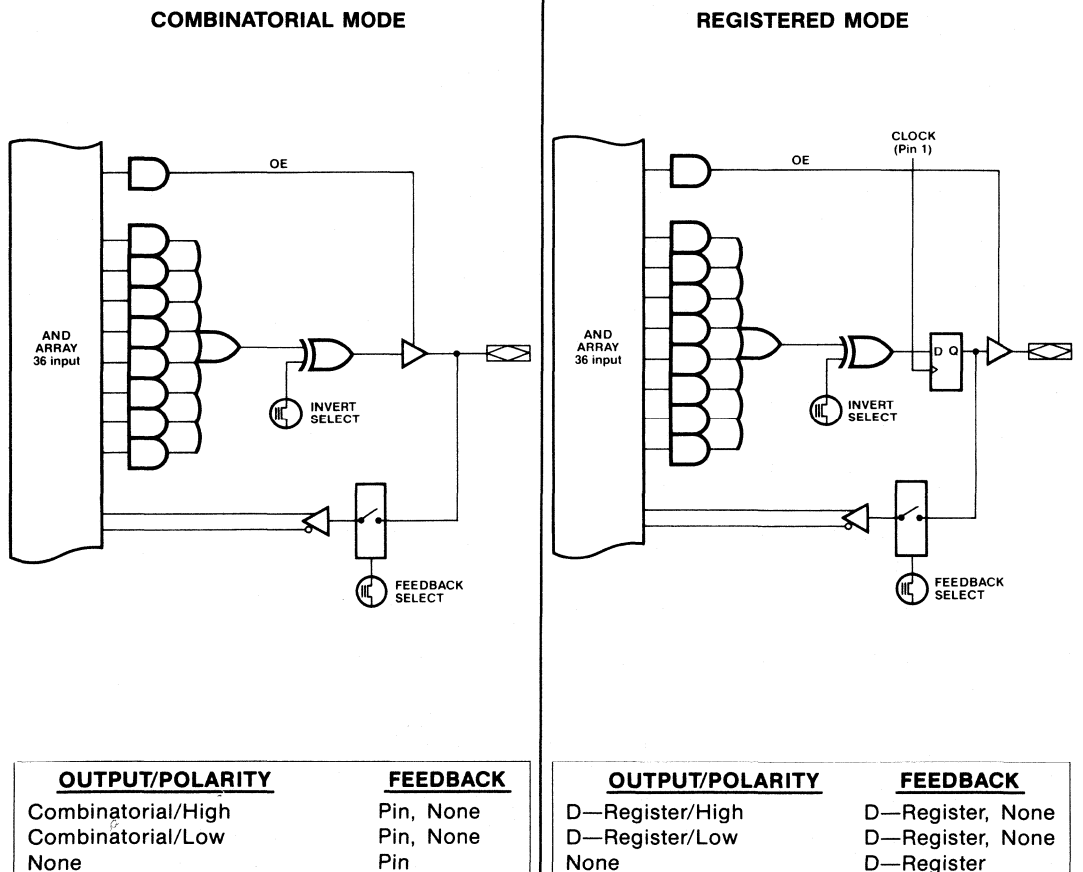 COMBINATORIAL MODE
OE
AND
ARRAY
36 input
INVERT
SELECT
FEEDBACK
SELECT
OUTPUT/POLARITY FEEDBACK
Combinatorial/High Pin, None
Combinatorial/Low Pin, None
None Pin
REGISTERED MODE
CLOCK
(Pin 1)
OE
AND
ARRAY
36 input
D Q
INVERT
SELECT
FEEDBACK
SELECT
OUTPUT/POLARITY FEEDBACK
D—Register/High D—Register, None
D—Register/Low D—Register, None
None D—Register